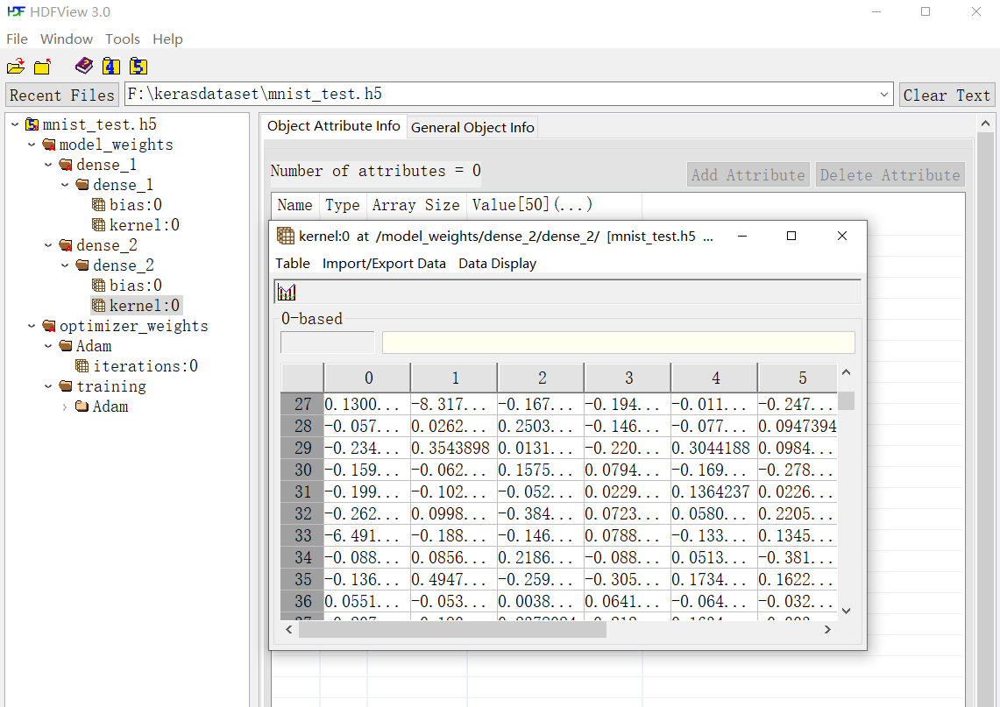 HDFView 3.0
File Window Tools Help
Recent Files F:\kerasdataset\mnist_test.h5 Clear Text
mnist_test.h5
model_weights
dense_1
dense_1
bias:0
kernel:0
dense_2
dense_2
bias:0
kernel:0
optimizer_weights
Adam
iterations:0
training
Adam
Object Attribute Info General Object Info
Number of attributes = 0 Add Attribute Delete Attribute
Name Type Array Size Value[50](...)
kernel:0 at /model_weights/dense_2/dense_2/ [mnist_test.h5 ...
Table Import/Export Data Data Display
0-based
0 1 2 3 4 5
27 0.1300... -8.317... -0.167... -0.194... -0.011... -0.247...
28 -0.057... 0.0262... 0.2503... -0.146... -0.077... 0.0947394
29 -0.234... 0.3543898 0.0131... -0.220... 0.3044188 0.0984...
30 -0.159... -0.062... 0.1575... 0.0794... -0.169... -0.278...
31 -0.199... -0.102... -0.052... 0.0229... 0.1364237 0.0226...
32 -0.262... 0.0998... -0.384... 0.0723... 0.0580... 0.2205...
33 -6.491... -0.188... -0.146... 0.0788... -0.133... 0.1345...
34 -0.088... 0.0856... 0.2186... -0.088... 0.0513... -0.381...
35 -0.136... 0.4947... -0.259... -0.305... 0.1734... 0.1622...
36 0.0551... -0.053... 0.0038... 0.0641... -0.064... -0.032...